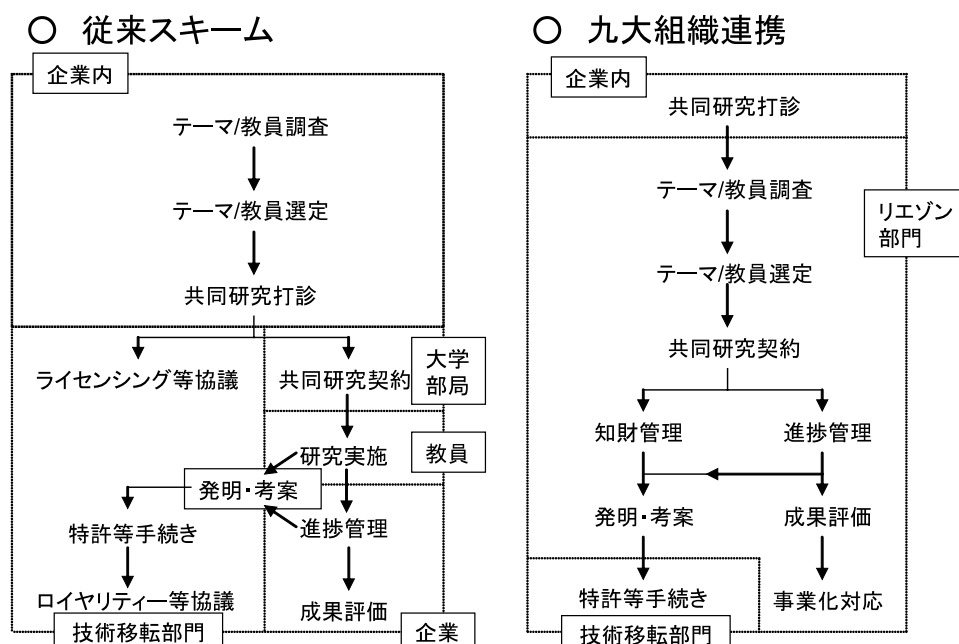 ○ 従来スキーム
企業内
テーマ/教員調査
テーマ/教員選定
共同研究打診
ライセンシング等協議
共同研究契約
大学
部局
研究実施
教員
発明・考案
特許等手続き
進捗管理
ロイヤリティー等協議
成果評価
技術移転部門
企業
○ 九大組織連携
企業内
共同研究打診
テーマ/教員調査
リエゾン
部門
テーマ/教員選定
共同研究契約
知財管理
進捗管理
発明・考案
成果評価
特許等手続き
事業化対応
技術移転部門